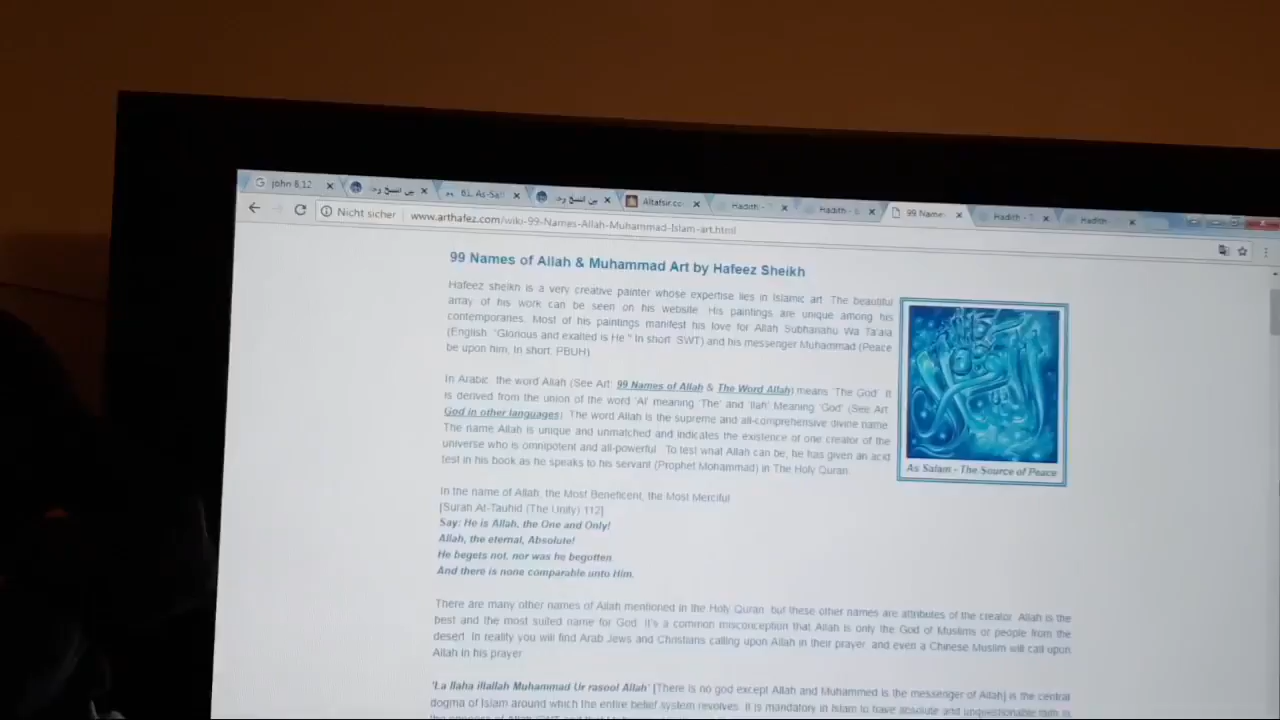 john 8,12
بين المسيح وحد
61. As-Saf
بين المسيح وحد
Altafsir.co
Hadith - T
Hadith -
99 Name
Hadith - T
Hadith -
Nicht sicher | www.arthafez.com/wiki-99-Names-Allah-Muhammad-Islam-art.html
99 Names of Allah & Muhammad Art by Hafeez Sheikh
Hafeez sheikh is a very creative painter whose expertise lies in Islamic art. The beautiful
array of his work can be seen on his website. His paintings are unique among his
contemporaries. Most of his paintings manifest his love for Allah Subhanahu Wa Ta'ala
(English: "Glorious and exalted is He." In short: SWT) and his messenger Muhammad (Peace
be upon him, In short: PBUH).
In Arabic, the word Allah (See Art: 99 Names of Allah & The Word Allah) means 'The God'. It
is derived from the union of the word 'Al' meaning 'The' and 'Ilah' Meaning 'God' (See Art:
God in other languages). The word Allah is the supreme and all-comprehensive divine name.
The name Allah is unique and unmatched and indicates the existence of one creator of the
universe who is omnipotent and all-powerful. To test what Allah can be, he has given an acid
test in his book as he speaks to his servant (Prophet Mohammad) in The Holy Quran:
As Salam - The Source of Peace
In the name of Allah, the Most Beneficent, the Most Merciful
[Surah At-Tauhid (The Unity) 112]
Say: He is Allah, the One and Only!
Allah, the eternal, Absolute!
He begets not, nor was he begotten.
And there is none comparable unto Him.
There are many other names of Allah mentioned in the Holy Quran, but these other names are attributes of the creator. Allah is the
best and the most suited name for God. It's a common misconception that Allah is only the God of Muslims or people from the
desert. In reality you will find Arab Jews and Christians calling upon Allah in their prayer, and even a Chinese Muslim will call upon
Allah in his prayer.
'La Ilaha illallah Muhammad Ur rasool Allah' [There is no god except Allah and Muhammed is the messenger of Allah] is the central
dogma of Islam around which the entire belief system revolves. It is mandatory in Islam to have absolute and unquestionable faith in